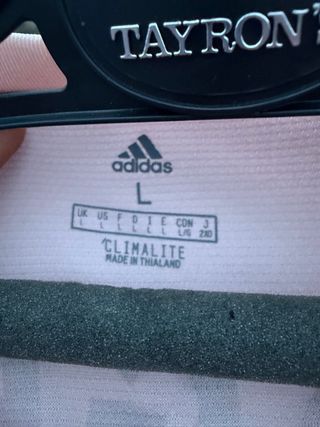 TAYRON'S
adidas
L
UK US F D I E CON J
L L L L L L L/G 2XO
CLIMALITE
MADE IN THAILAND